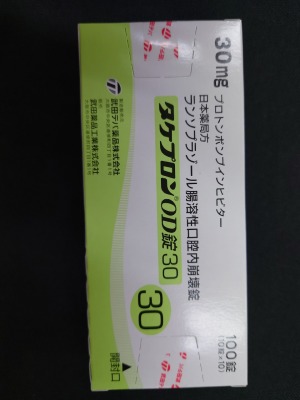 30mg プロトンポンプインヒビター
日本薬局方
ランソプラゾール腸溶性口腔内崩壊錠
タケプロン®OD錠30
30
100錠
(10錠×10)
開封口
武田テバ薬品株式会社
武田薬品工業株式会社